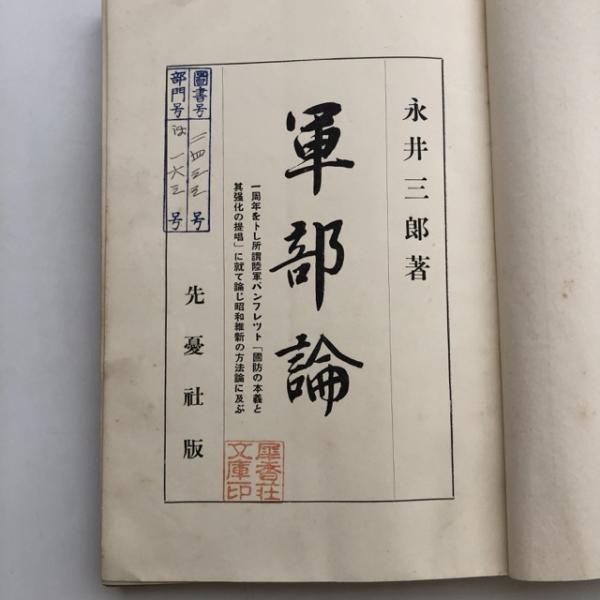 永井三郎著
軍部論
一周年をトし所謂陸軍パンフレツト「國防の本義と
其强化の提唱」に就て論じ昭和維新の方法論に及ぶ
先憂社版
圖書号 二四三三号
部門号 は一六三号
犀香荘
文庫印